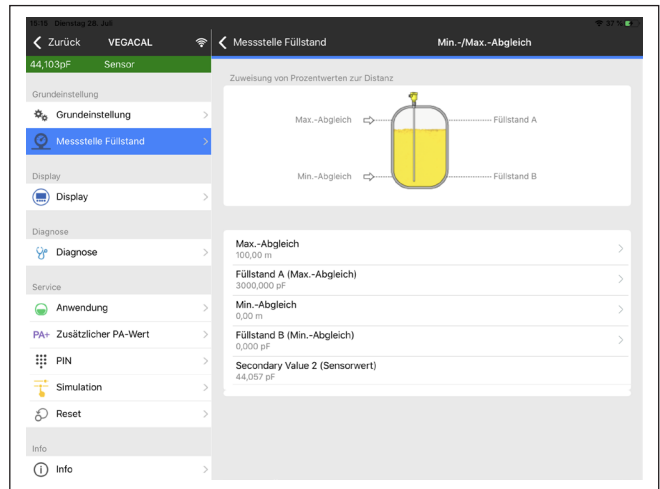 15:15 Dienstag 28. Juli
37 %
Zurück VEGACAL
Messstelle Füllstand
Min.-/Max.-Abgleich
44,103pF Sensor
Grundeinstellung
Grundeinstellung
Messstelle Füllstand
Display
Display
Diagnose
Diagnose
Service
Anwendung
PA+ Zusätzlicher PA-Wert
PIN
Simulation
Reset
Info
Info
Zuweisung von Prozentwerten zur Distanz
Max.-Abgleich
Füllstand A
Min.-Abgleich
Füllstand B
Max.-Abgleich
100,00 m
Füllstand A (Max.-Abgleich)
3000,000 pF
Min.-Abgleich
0,00 m
Füllstand B (Min.-Abgleich)
0,000 pF
Secondary Value 2 (Sensorwert)
44,057 pF